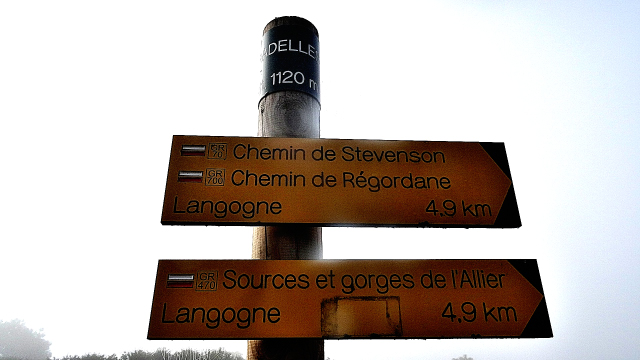 1120 m
GR 70 Chemin de Stevenson
GR 700 Chemin de Régordane
Langogne 4.9 km
GR 470 Sources et gorges de l'Allier
Langogne 4.9 km